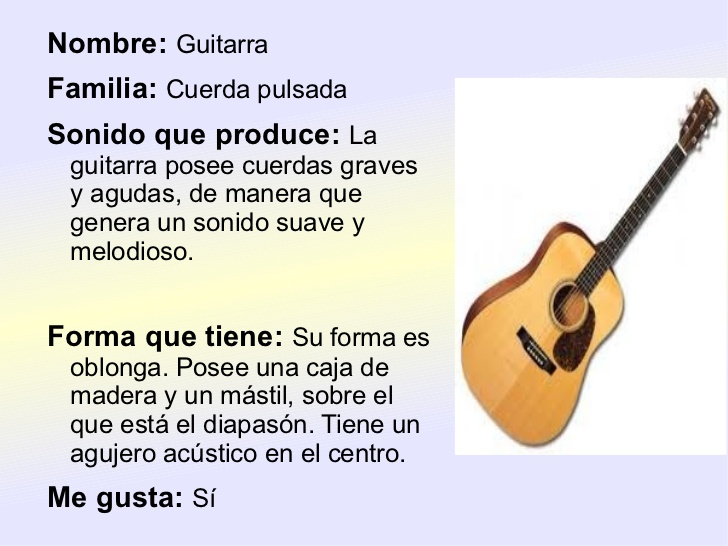 Nombre: Guitarra
Familia: Cuerda pulsada
Sonido que produce: La
guitarra posee cuerdas graves
y agudas, de manera que
genera un sonido suave y
melodioso.
Forma que tiene: Su forma es
oblonga. Posee una caja de
madera y un mástil, sobre el
que está el diapasón. Tiene un
agujero acústico en el centro.
Me gusta: Sí